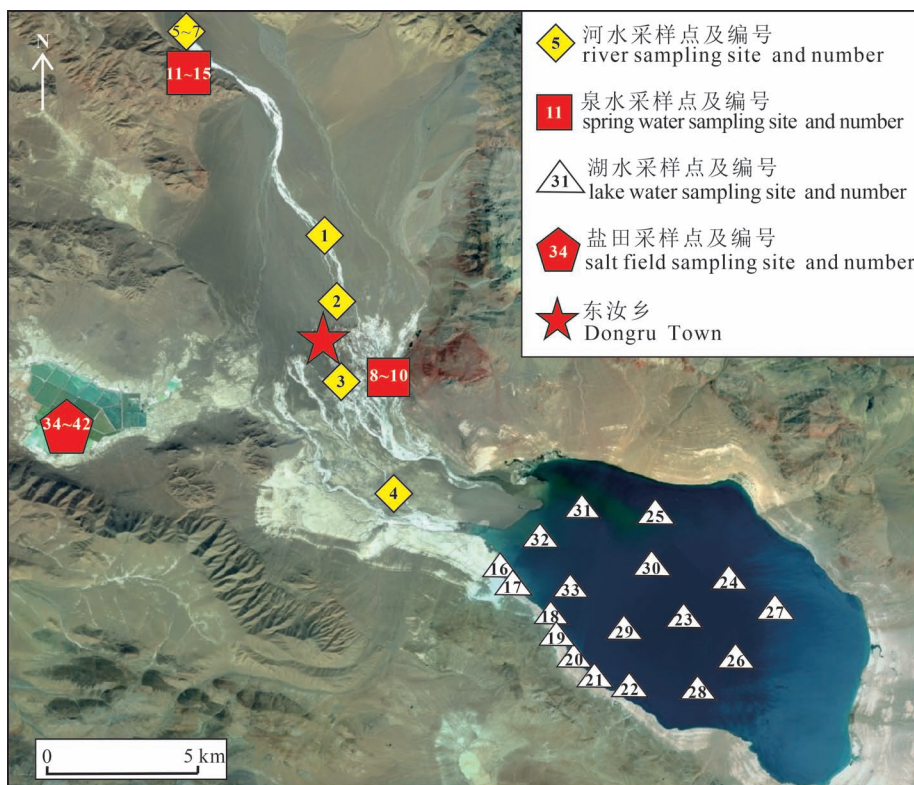 N
5~7
11~15
1
2
3
8~10
34~42
4
31
25
32
30
16
17
33
24
27
18
23
29
19
20
26
21
22
28
0
5 km
5
河水采样点及编号
river sampling site and number
11
泉水采样点及编号
spring water sampling site and number
31
湖水采样点及编号
lake water sampling site and number
34
盐田采样点及编号
salt field sampling site and number
东汝乡
Dongru Town